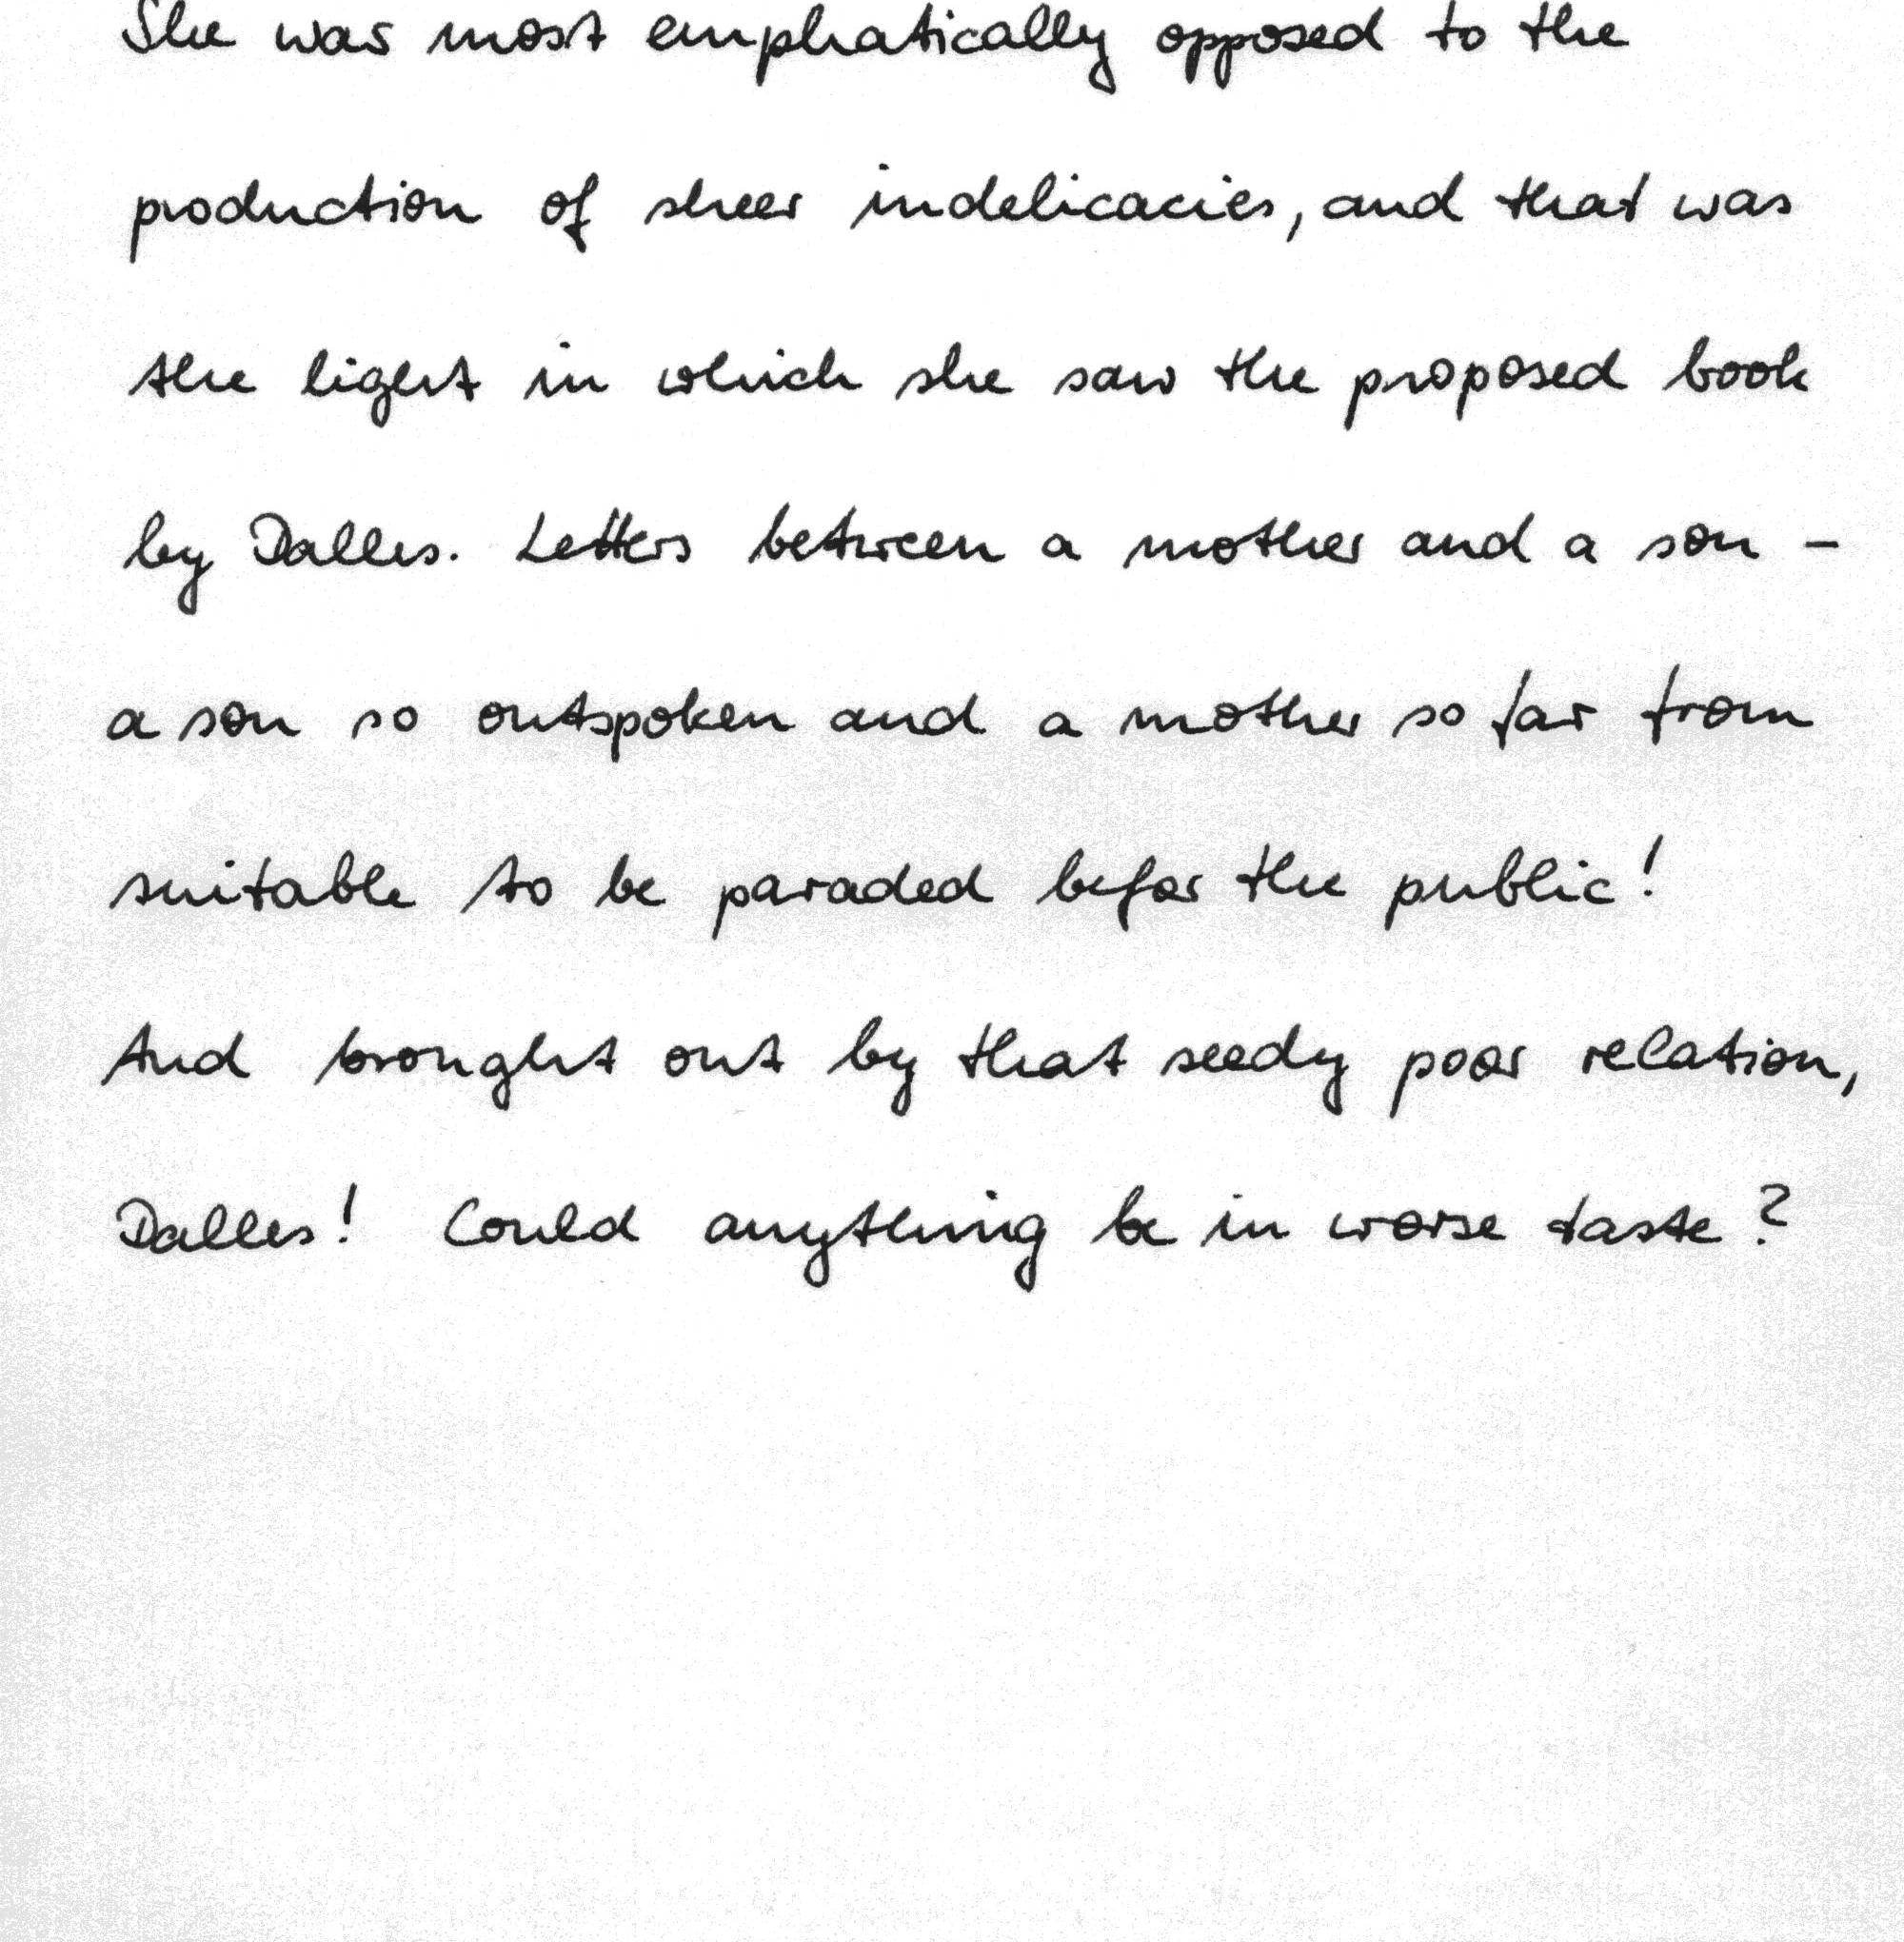 She was most emphatically opposed to the
production of sheer indelicacies, and that was
the light in which she saw the proposed book
by Dalles. Letters between a mother and a son -
a son so outspoken and a mother so far from
suitable to be paraded befor the public!
And brought out by that seedy poor relation,
Dalles! Could anything be in worse taste?